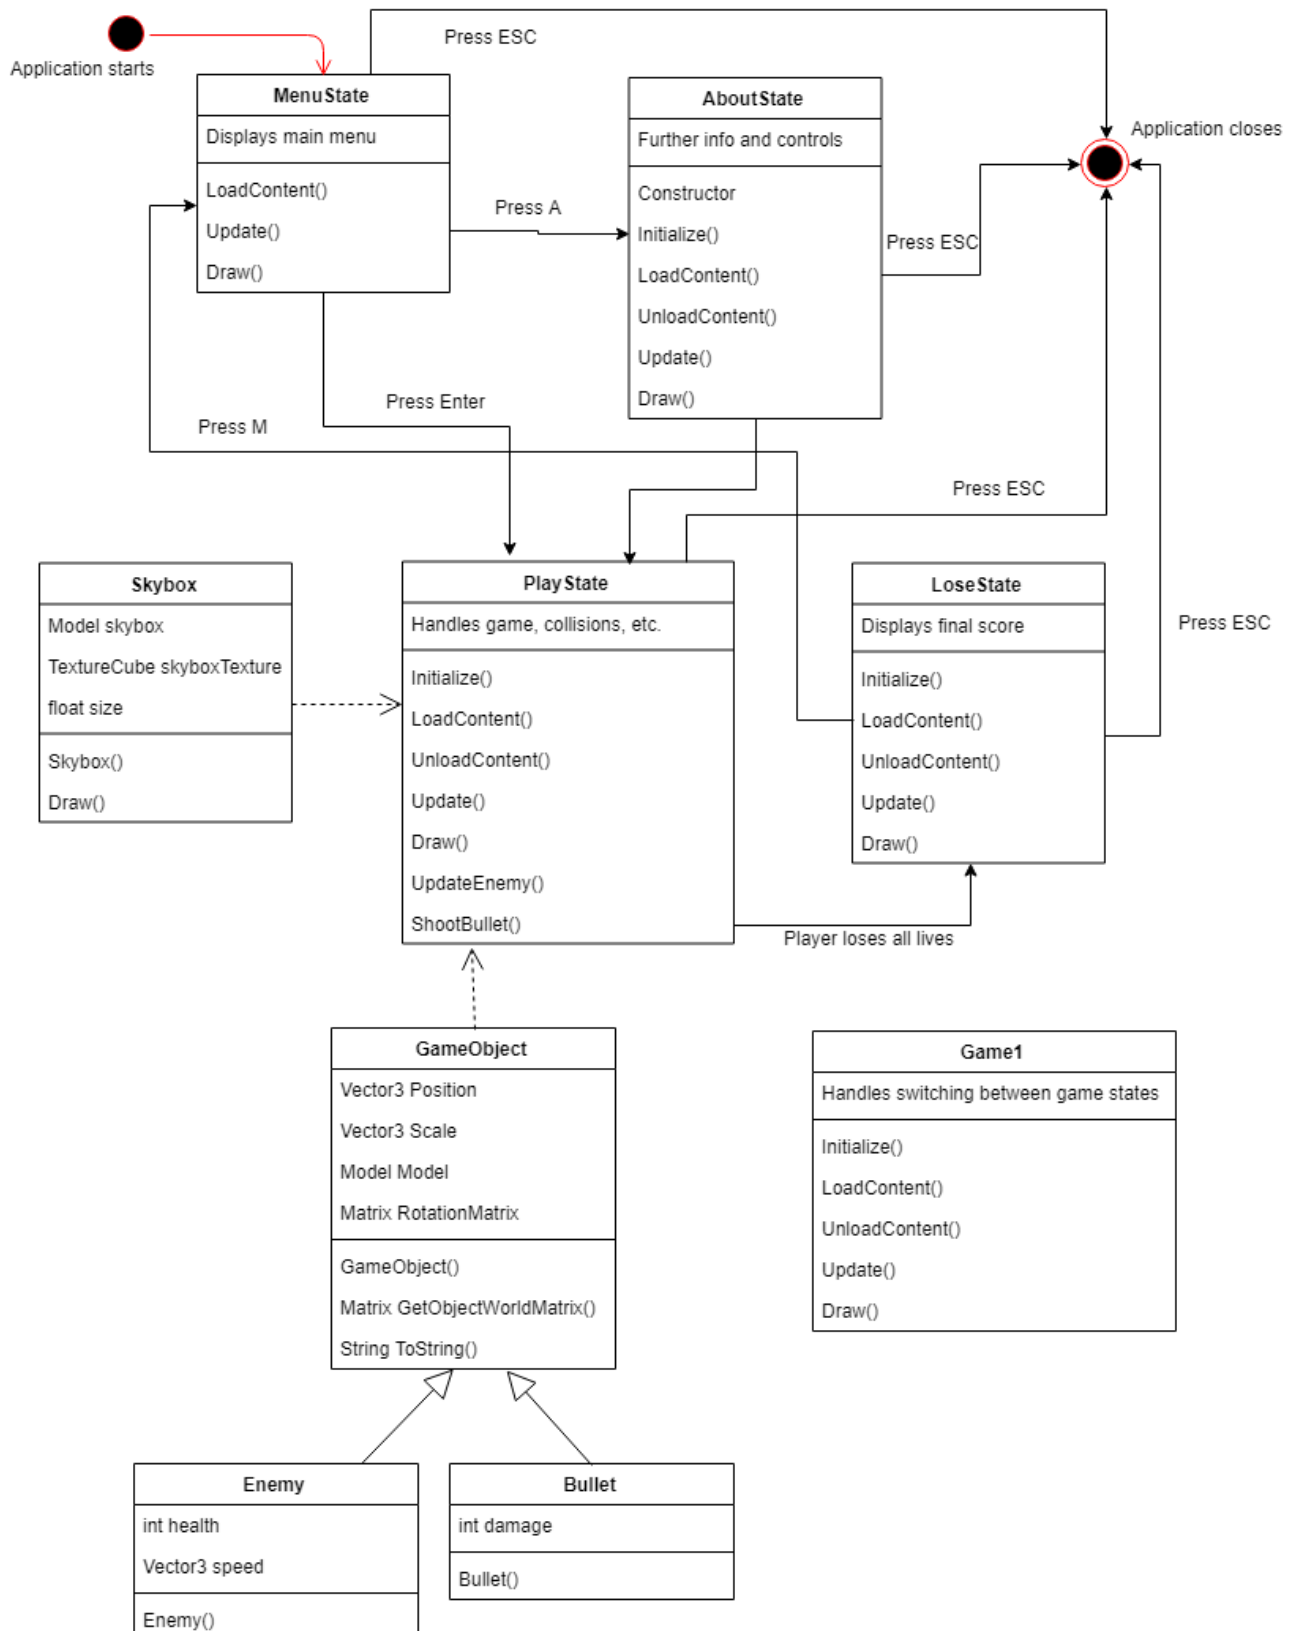 Press ESC
Application starts
MenuState
Displays main menu
LoadContent()
Update()
Draw()
AboutState
Further info and controls
Constructor
Initialize()
LoadContent()
UnloadContent()
Update()
Draw()
Application closes
Press A
Press ESC
Press Enter
Press M
Press ESC
Skybox
Model skybox
TextureCube skyboxTexture
float size
Skybox()
Draw()
PlayState
Handles game, collisions, etc.
Initialize()
LoadContent()
UnloadContent()
Update()
Draw()
UpdateEnemy()
ShootBullet()
LoseState
Displays final score
Initialize()
LoadContent()
UnloadContent()
Update()
Draw()
Press ESC
Player loses all lives
GameObject
Vector3 Position
Vector3 Scale
Model Model
Matrix RotationMatrix
GameObject()
Matrix GetObjectWorldMatrix()
String ToString()
Game1
Handles switching between game states
Initialize()
LoadContent()
UnloadContent()
Update()
Draw()
Enemy
int health
Vector3 speed
Enemy()
Bullet
int damage
Bullet()